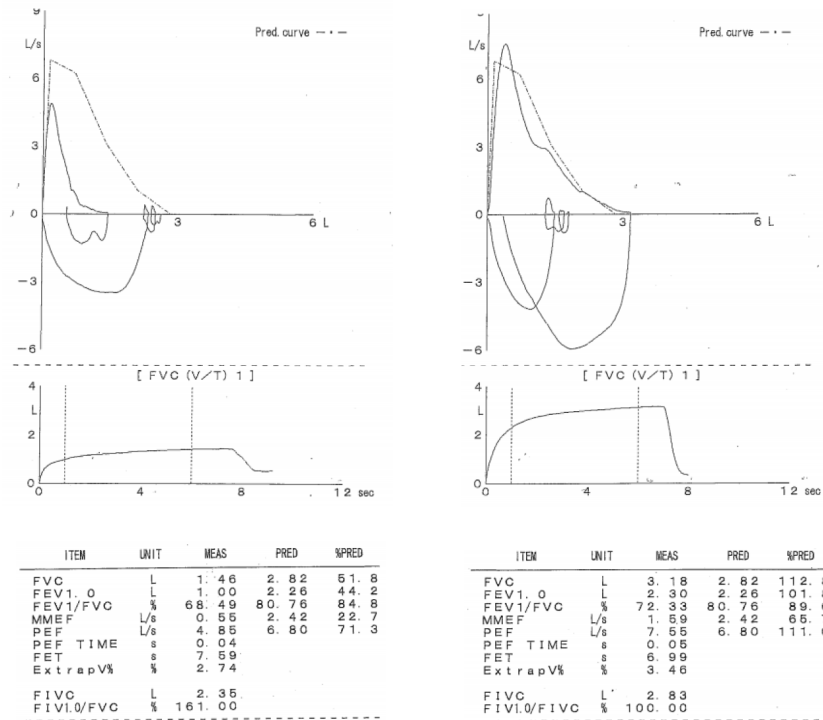 9
L/s
Pred. curve —·—
6
3
0
3
6 L
−3
−6
[ FVC (V/T) 1 ]
4
L
2
0
0
4
8
12 sec
ITEM UNIT MEAS PRED %PRED
FVC L 1. 46 2. 82 51. 8
FEV1. 0 L 1. 00 2. 26 44. 2
FEV1/FVC % 68. 49 80. 76 84. 8
MMEF L/s 0. 55 2. 42 22. 7
PEF L/s 4. 85 6. 80 71. 3
PEF TIME s 0. 04
FET s 7. 59
ExtrapV% % 2. 74
FIVC L 2. 35
FIV1.0/FVC % 161. 00
L/s
Pred. curve —·—
6
3
0
3
6 L
−3
−6
[ FVC (V/T) 1 ]
4
L
2
0
0
4
8
12 sec
ITEM UNIT MEAS PRED %PRED
FVC L 3. 18 2. 82 112.
FEV1. 0 L 2. 30 2. 26 101.
FEV1/FVC % 72. 33 80. 76 89.
MMEF L/s 1. 59 2. 42 65.
PEF L/s 7. 55 6. 80 111.
PEF TIME s 0. 05
FET s 6. 99
ExtrapV% % 3. 46
FIVC L 2. 83
FIV1.0/FIVC % 100. 00